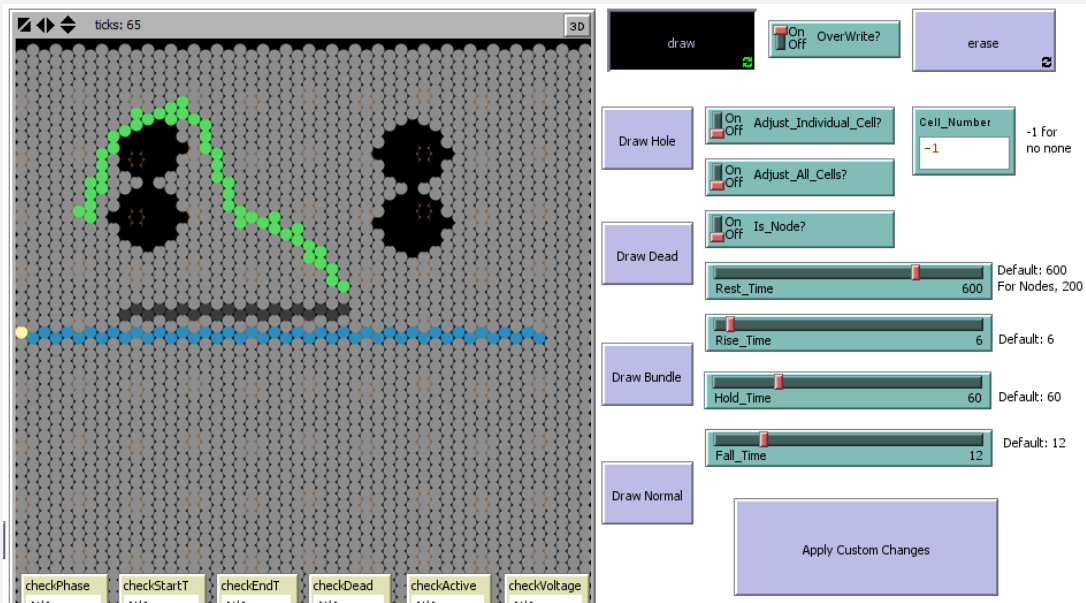 ticks: 65
3D
draw
On
Off
OverWrite?
erase
Draw Hole
On
Off
Adjust_Individual_Cell?
Cell_Number
-1
-1 for
no none
On
Off
Adjust_All_Cells?
On
Off
Is_Node?
Draw Dead
Rest_Time
600
Default: 600
For Nodes, 200
Rise_Time
6
Default: 6
Draw Bundle
Hold_Time
60
Default: 60
Fall_Time
12
Default: 12
Draw Normal
Apply Custom Changes
checkPhase
checkStartT
checkEndT
checkDead
checkActive
checkVoltage